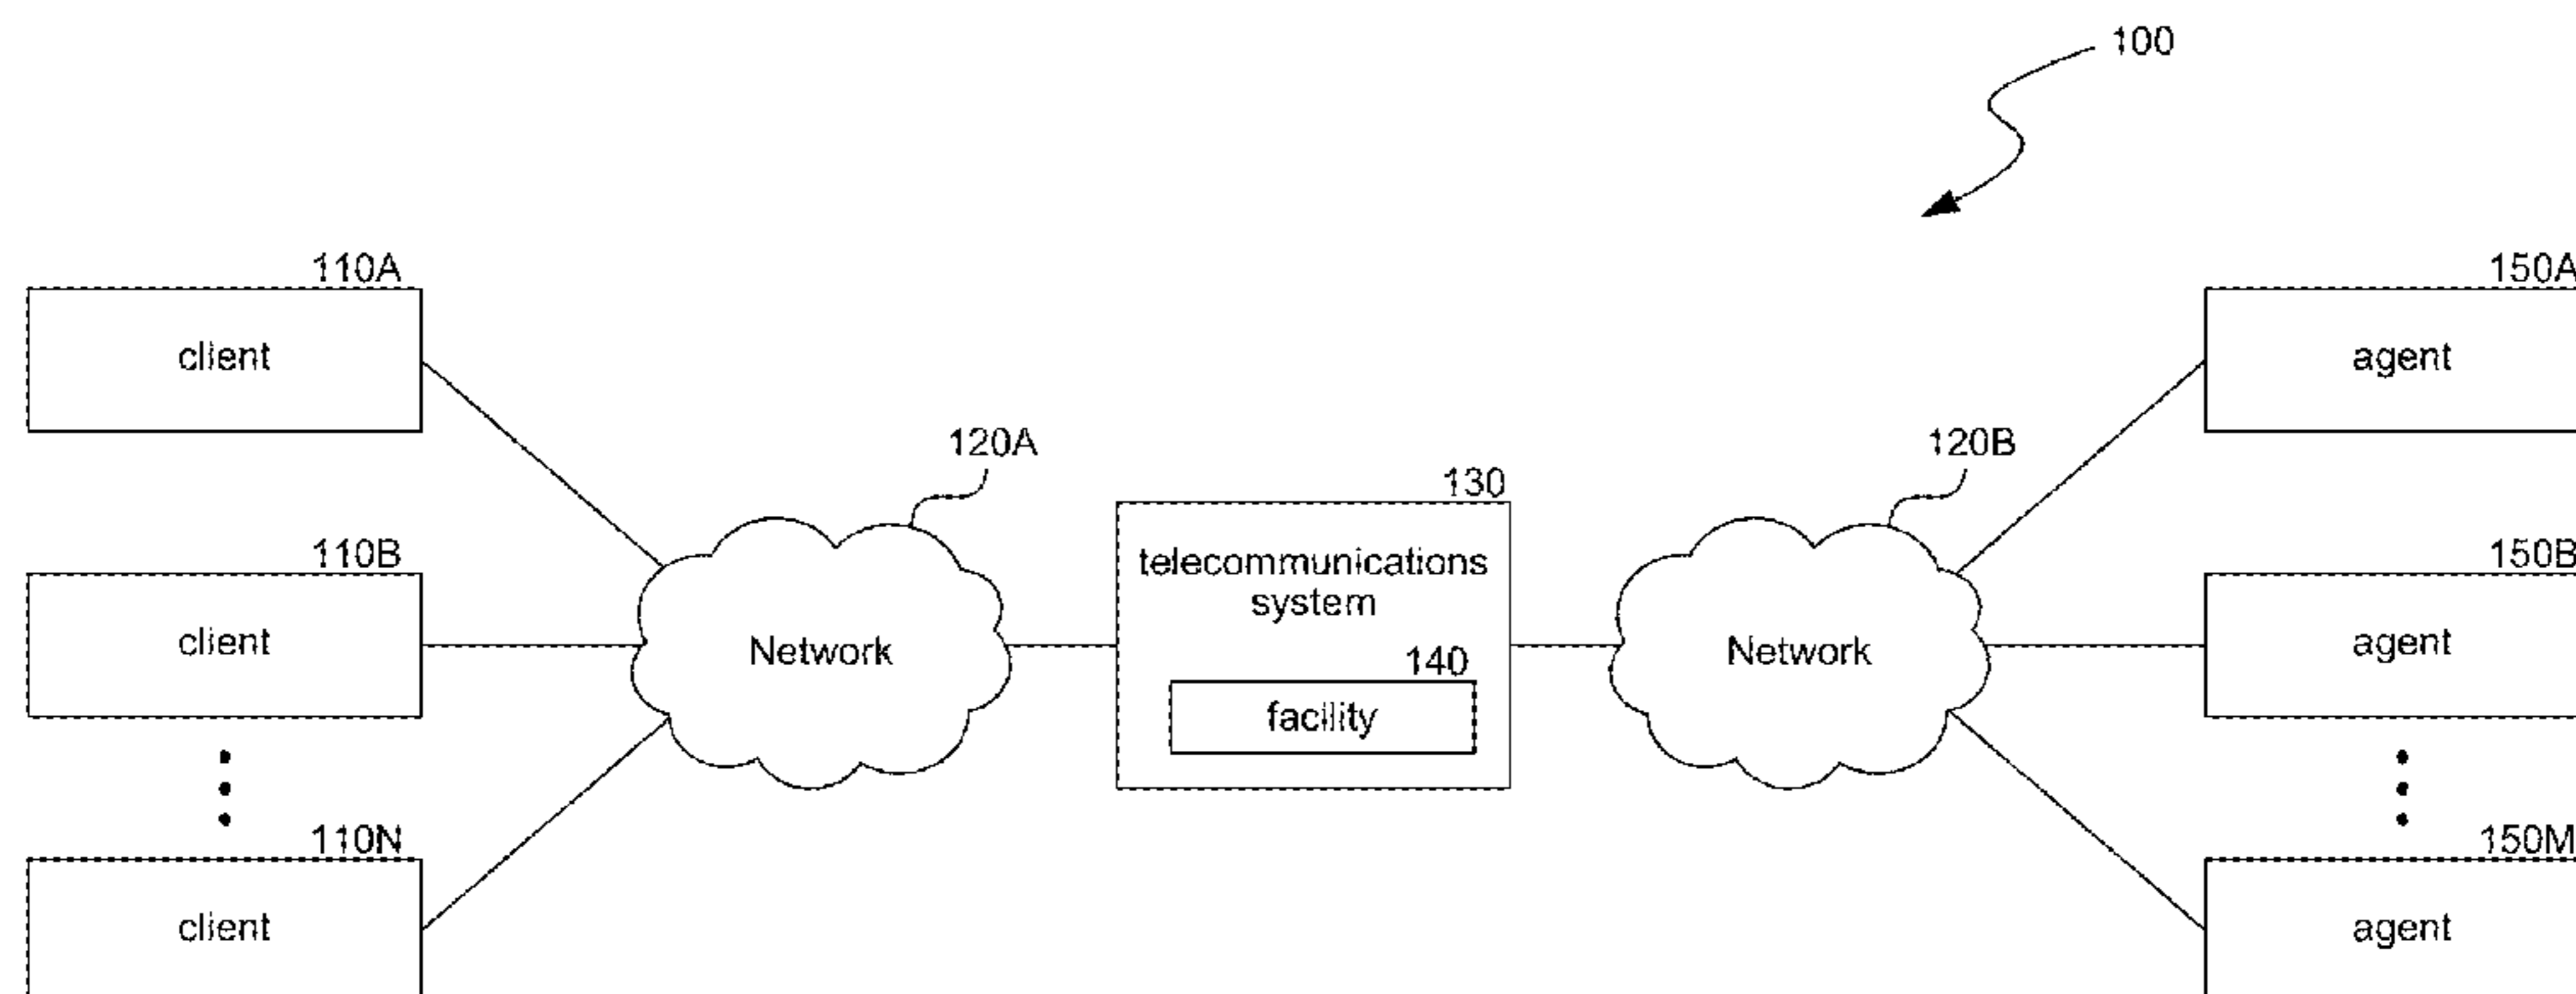 100
110A
client
150A
agent
120A
120B
130
telecommunications
system
110B
client
Network
140
facility
Network
150B
agent
110N
client
150M
agent